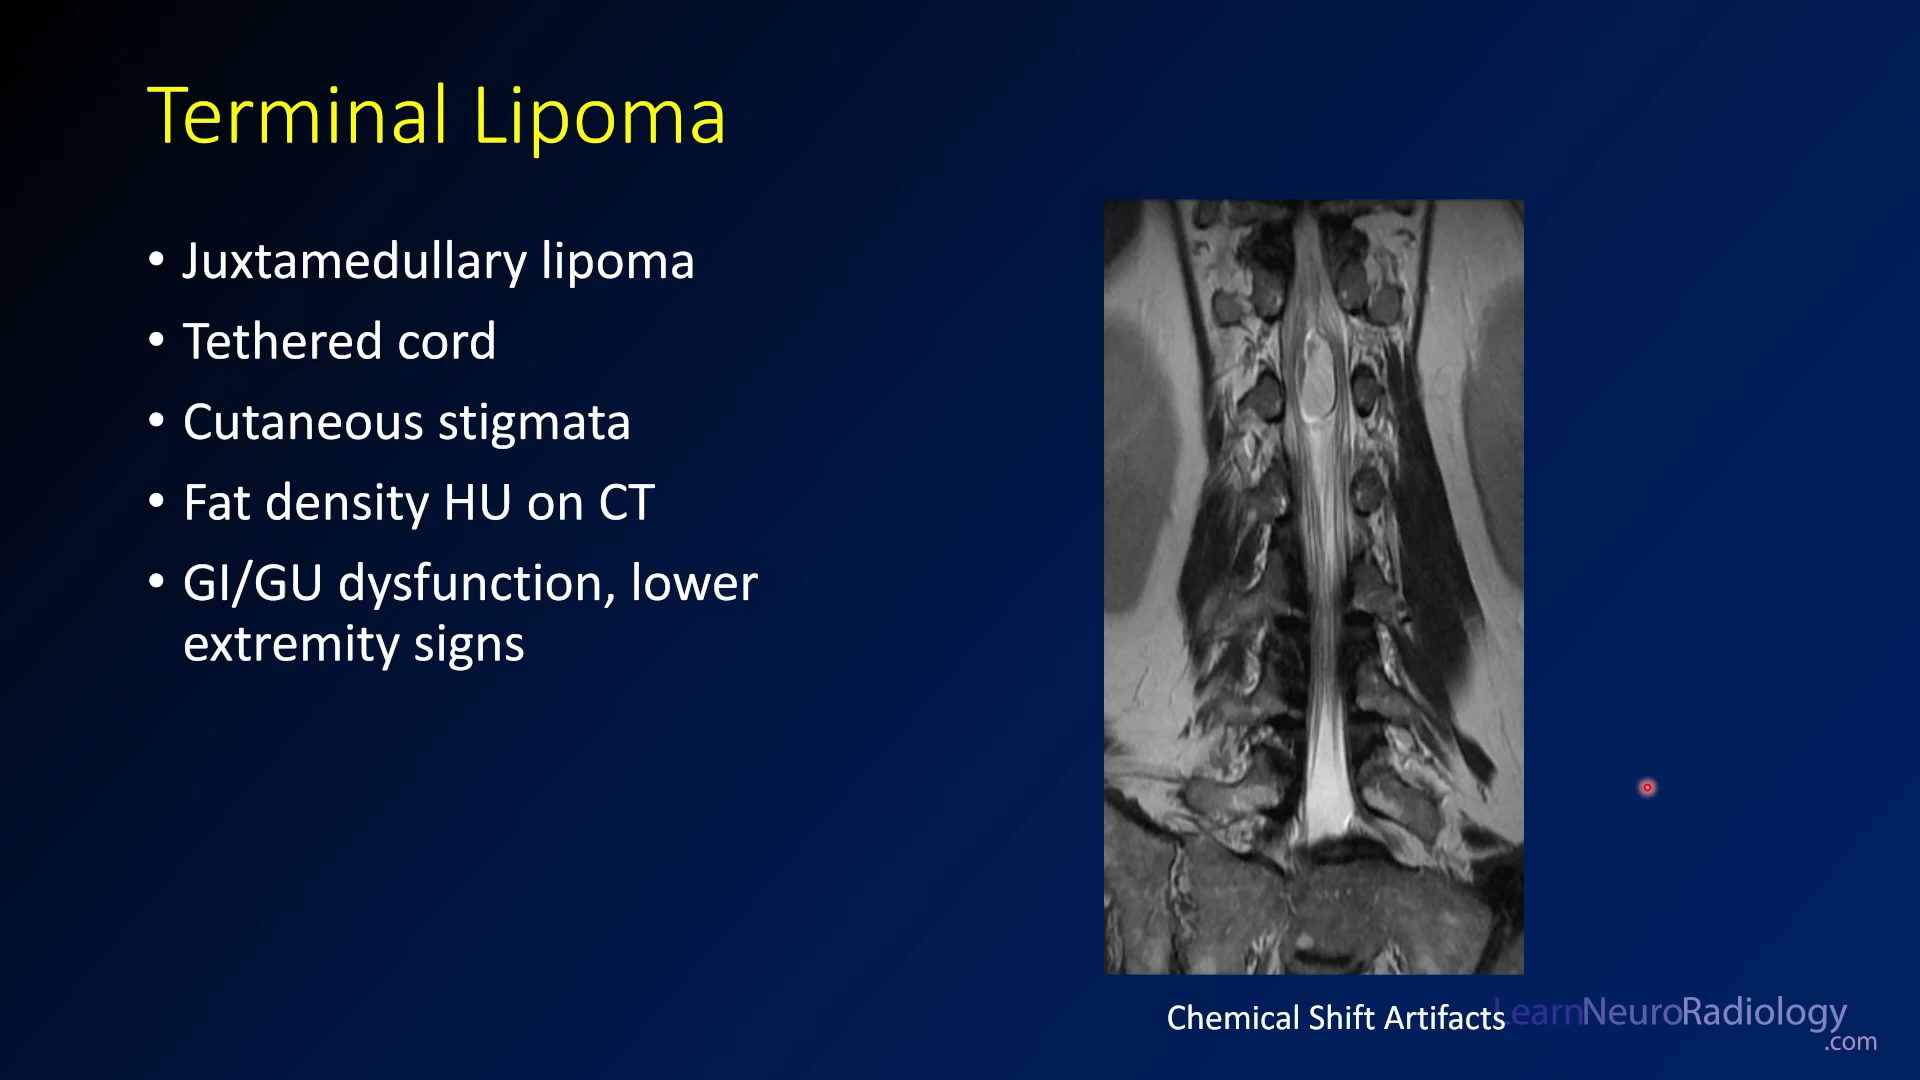 Terminal Lipoma
• Juxtamedullary lipoma
• Tethered cord
• Cutaneous stigmata
• Fat density HU on CT
• GI/GU dysfunction, lower
extremity signs
Chemical Shift Artifacts
LearnNeuroRadiology
.com